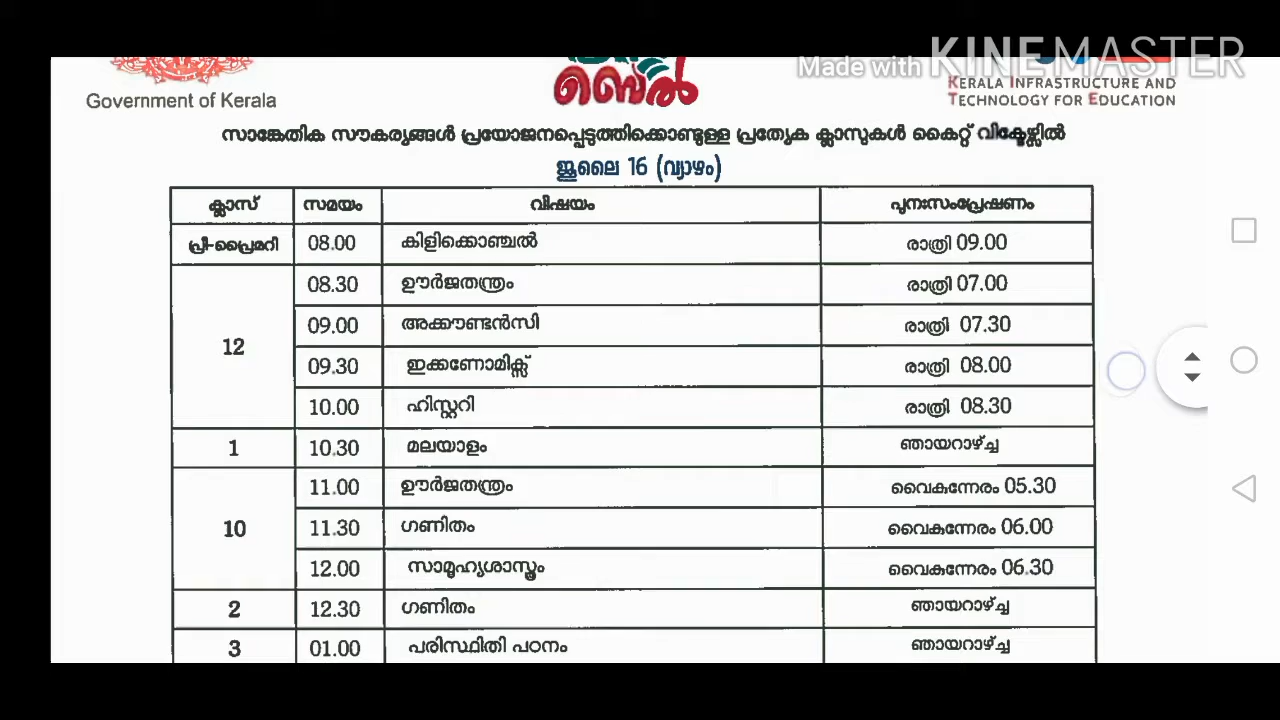 Made with KINEMASTER
Government of Kerala
ബെൽ
KERALA INFRASTRUCTURE AND
TECHNOLOGY FOR EDUCATION
സാങ്കേതിക സൗകര്യങ്ങൾ പ്രയോജനപ്പെടുത്തിക്കൊണ്ടുള്ള പ്രത്യേക ക്ലാസുകൾ കൈറ്റ് വിക്ടേഴ്സിൽ
ജൂലൈ 16 (വ്യാഴം)
ക്ലാസ് സമയം വിഷയം പുനഃസംപ്രേഷണം
പ്രീ-പ്രൈമറി 08.00 കിളിക്കൊഞ്ചൽ രാത്രി 09.00
12 08.30 ഊർജതന്ത്രം രാത്രി 07.00
09.00 അക്കൗണ്ടൻസി രാത്രി 07.30
09.30 ഇക്കണോമിക്സ് രാത്രി 08.00
10.00 ഹിസ്റ്ററി രാത്രി 08.30
1 10.30 മലയാളം ഞായറാഴ്ച്ച
10 11.00 ഊർജതന്ത്രം വൈകുന്നേരം 05.30
11.30 ഗണിതം വൈകുന്നേരം 06.00
12.00 സാമൂഹ്യശാസ്ത്രം വൈകുന്നേരം 06.30
2 12.30 ഗണിതം ഞായറാഴ്ച്ച
3 01.00 പരിസ്ഥിതി പഠനം ഞായറാഴ്ച്ച